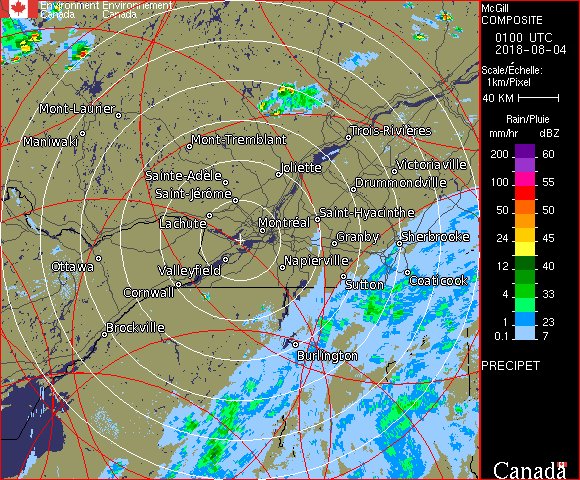 Environment Environnement
Canada Canada
McGill
COMPOSITE
0100 UTC
2018-08-04
Scale/Échelle:
1km/Pixel
40 KM
Rain/Pluie
mm/hr dBZ
200 60
100 55
50 50
24 45
12 40
4 33
1 23
0.1 7
PRECIPET
Canada
Mont-Laurier
Maniwaki
Mont-Tremblant
Trois-Rivières
Sainte-Adèle
Joliette
Victoriaville
Saint-Jérôme
Drummondville
Lachute
Montréal
Saint-Hyacinthe
Granby
Sherbrooke
Ottawa
Valleyfield
Napierville
Cornwall
Sutton
Coaticook
Brockville
Burlington